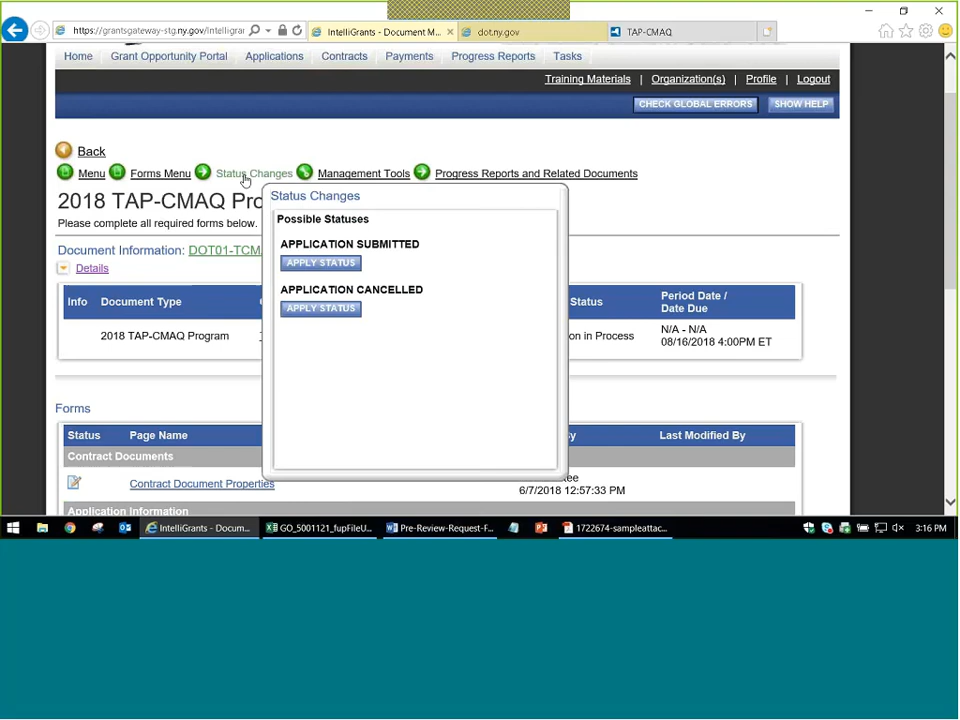 https://grantsgateway-stg.ny.gov/Intelligrar
IntelliGrants - Document M...
dot.ny.gov
TAP-CMAQ
Home Grant Opportunity Portal Applications Contracts Payments Progress Reports Tasks
Training Materials | Organization(s) | Profile | Logout
CHECK GLOBAL ERRORS SHOW HELP
Back
Menu Forms Menu Status Changes Management Tools Progress Reports and Related Documents
2018 TAP-CMAQ Pro
Please complete all required forms below.
Document Information: DOT01-TCM
Details
Info Document Type
Status Period Date / Date Due
2018 TAP-CMAQ Program
on in Process
N/A - N/A
08/16/2018 4:00PM ET
Status Changes
Possible Statuses
APPLICATION SUBMITTED
APPLY STATUS
APPLICATION CANCELLED
APPLY STATUS
Forms
Status Page Name
By Last Modified By
Contract Documents
Contract Document Properties
6/7/2018 12:57:33 PM
Application Information
IntelliGrants - Docum... GO_5001121_fupFileU... Pre-Review-Request-F... 1722674-sampleattac... 3:16 PM